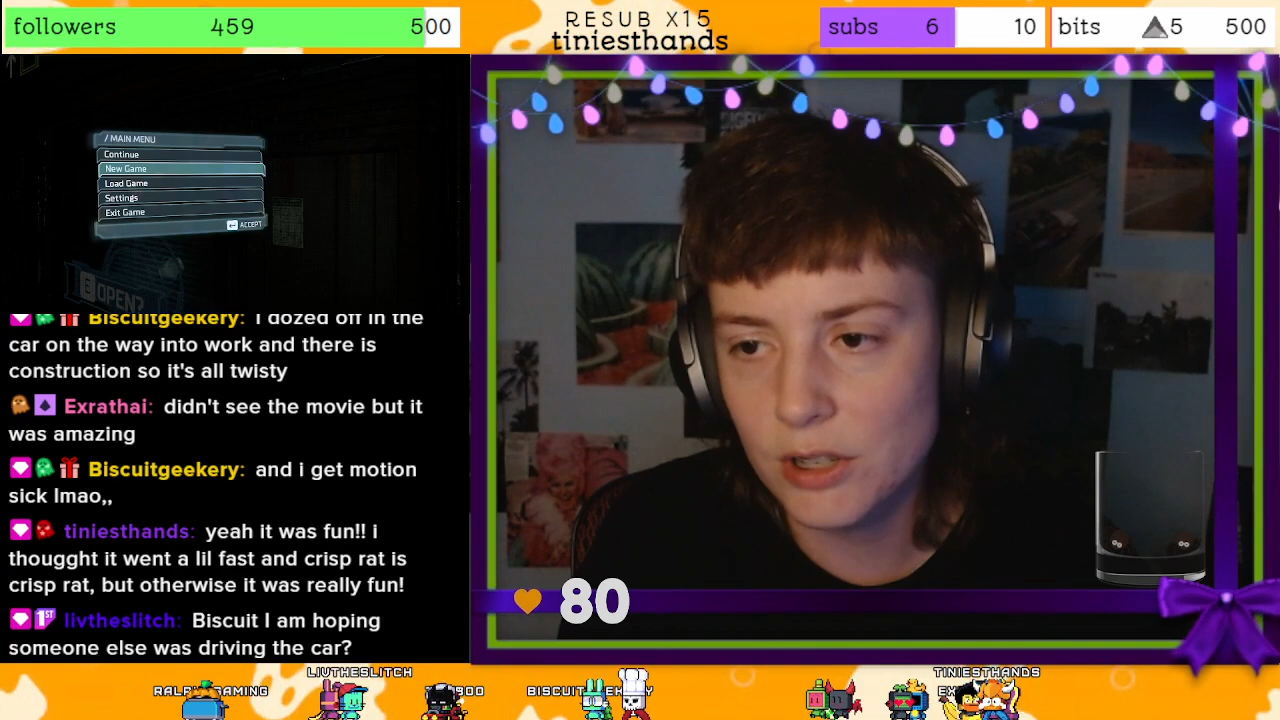 followers 459 500
RESUB X15
tiniesthands
subs 6 10
bits 5 500
/ MAIN MENU
Continue
New Game
Load Game
Settings
Exit Game
ACCEPT
E OPEN?
Biscuitgeekery: I dozed off in the
car on the way into work and there is
construction so it's all twisty
Exrathai: didn't see the movie but it
was amazing
Biscuitgeekery: and i get motion
sick lmao,,
tiniesthands: yeah it was fun!! i
thougght it went a lil fast and crisp rat is
crisp rat, but otherwise it was really fun!
1ST livtheslitch: Biscuit I am hoping
someone else was driving the car?
80
LIVTHESLITCH
TINIESTHANDS